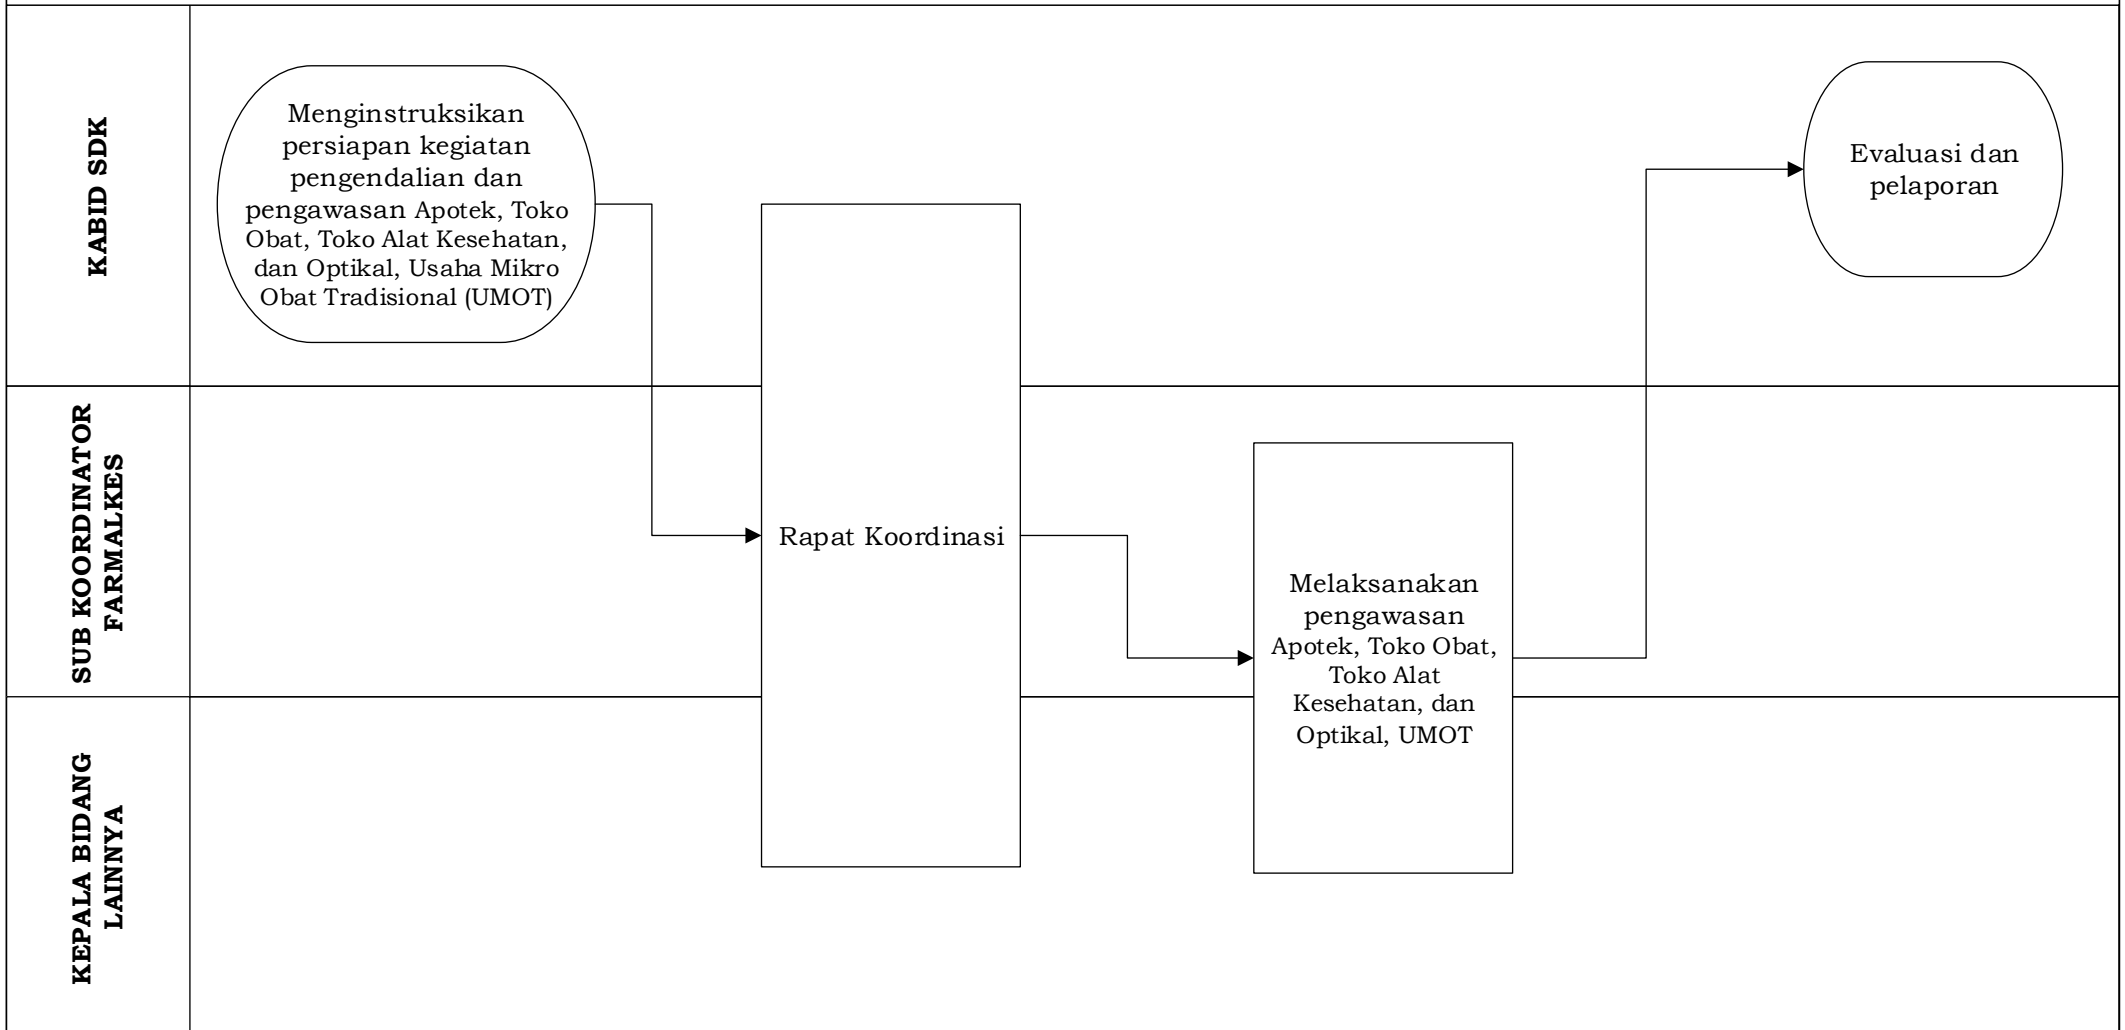 KABID SDK
Menginstruksikan
persiapan kegiatan
pengendalian dan
pengawasan Apotek, Toko
Obat, Toko Alat Kesehatan,
dan Optikal, Usaha Mikro
Obat Tradisional (UMOT)
Evaluasi dan
pelaporan
SUB KOORDINATOR
FARMALKES
Rapat Koordinasi
Melaksanakan
pengawasan
Apotek, Toko Obat,
Toko Alat
Kesehatan, dan
Optikal, UMOT
KEPALA BIDANG
LAINNYA